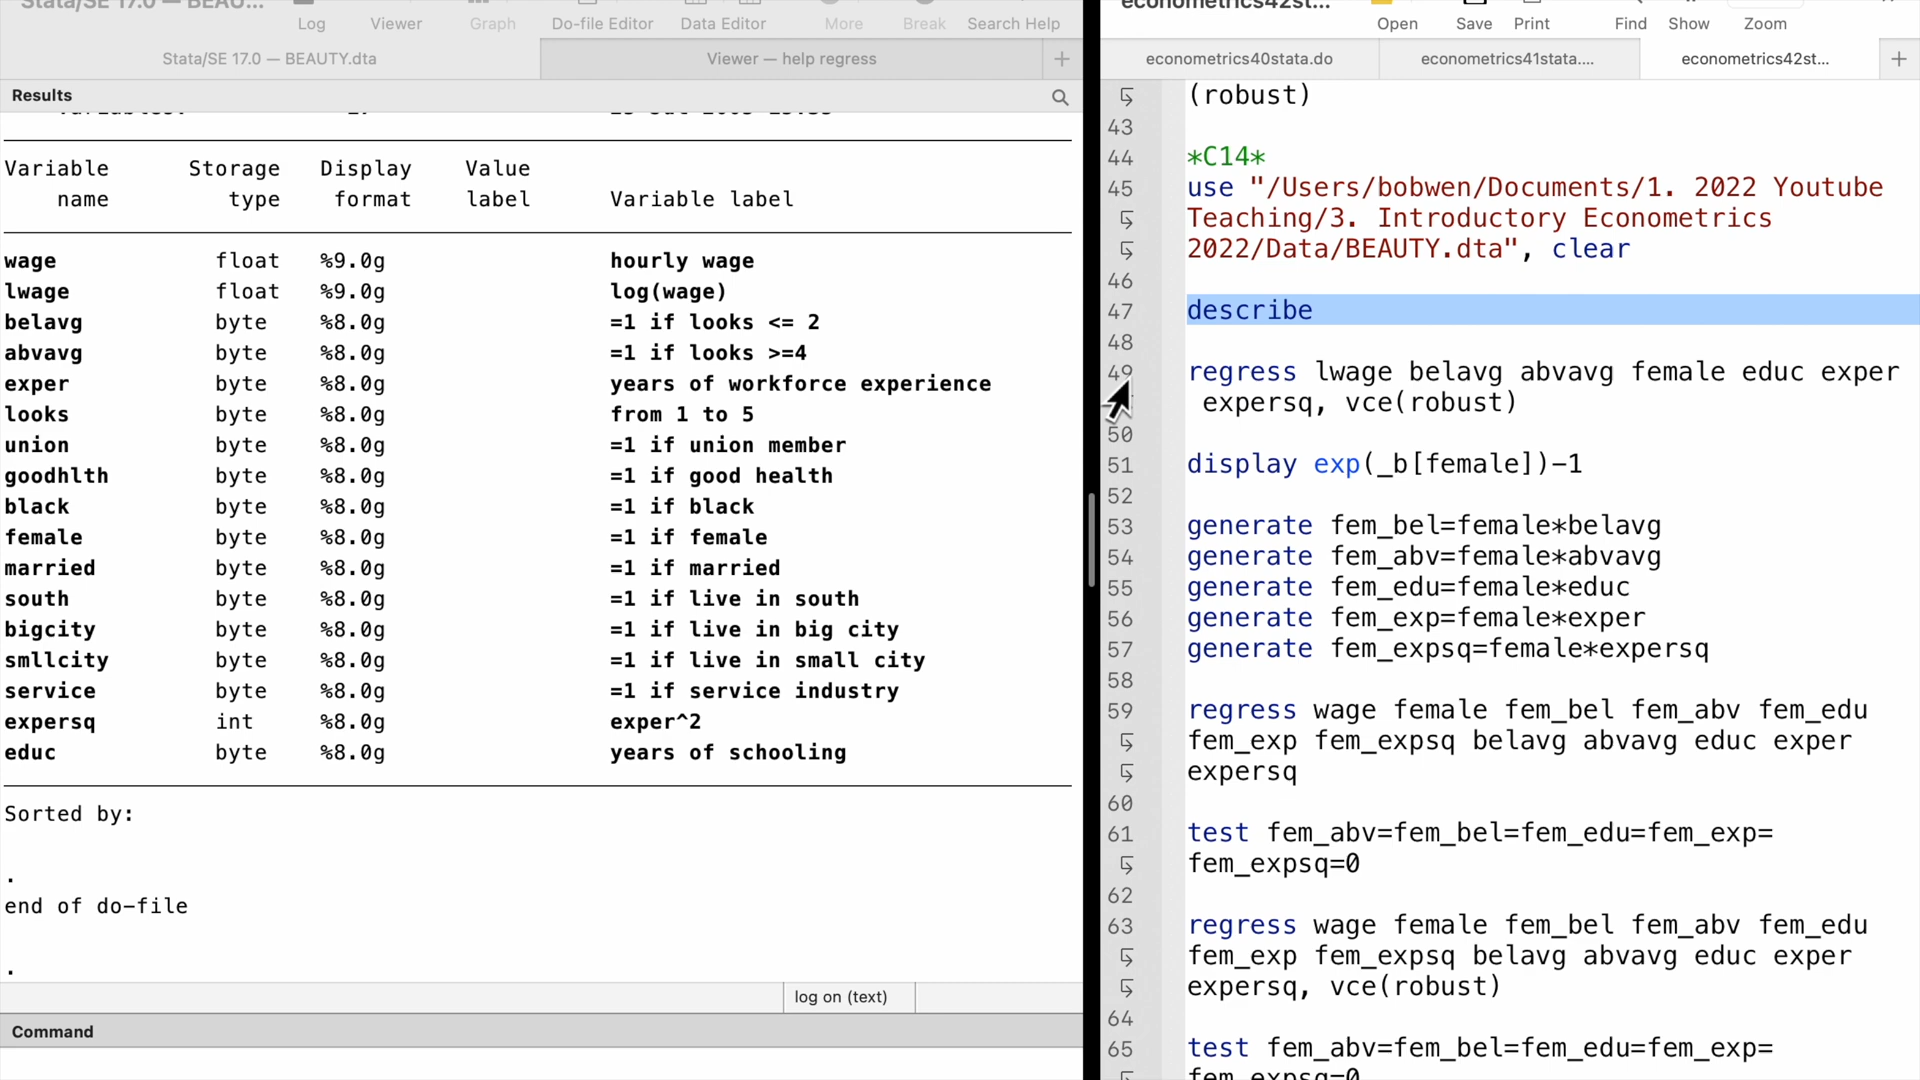 Stata/SE 17.0 — BEAU...
Log Viewer Graph Do-file Editor Data Editor More Break Search Help
Stata/SE 17.0 — BEAUTY.dta
Viewer — help regress
Results
Variable Storage Display Value
name type format label Variable label
wage float %9.0g hourly wage
lwage float %9.0g log(wage)
belavg byte %8.0g =1 if looks <= 2
abvavg byte %8.0g =1 if looks >=4
exper byte %8.0g years of workforce experience
looks byte %8.0g from 1 to 5
union byte %8.0g =1 if union member
goodhlth byte %8.0g =1 if good health
black byte %8.0g =1 if black
female byte %8.0g =1 if female
married byte %8.0g =1 if married
south byte %8.0g =1 if live in south
bigcity byte %8.0g =1 if live in big city
smllcity byte %8.0g =1 if live in small city
service byte %8.0g =1 if service industry
expersq int %8.0g exper^2
educ byte %8.0g years of schooling
Sorted by:
.
end of do-file
.
log on (text)
Command
econometrics42st...
Open Save Print Find Show Zoom
econometrics40stata.do
econometrics41stata....
econometrics42st...
(robust)
43
44 *C14*
45 use "/Users/bobwen/Documents/1. 2022 Youtube
Teaching/3. Introductory Econometrics
2022/Data/BEAUTY.dta", clear
46
47 describe
48
49 regress lwage belavg abvavg female educ exper
expersq, vce(robust)
50
51 display exp(_b[female])-1
52
53 generate fem_bel=female*belavg
54 generate fem_abv=female*abvavg
55 generate fem_edu=female*educ
56 generate fem_exp=female*exper
57 generate fem_expsq=female*expersq
58
59 regress wage female fem_bel fem_abv fem_edu
fem_exp fem_expsq belavg abvavg educ exper
expersq
60
61 test fem_abv=fem_bel=fem_edu=fem_exp=
fem_expsq=0
62
63 regress wage female fem_bel fem_abv fem_edu
fem_exp fem_expsq belavg abvavg educ exper
expersq, vce(robust)
64
65 test fem_abv=fem_bel=fem_edu=fem_exp=
fem_expsq=0